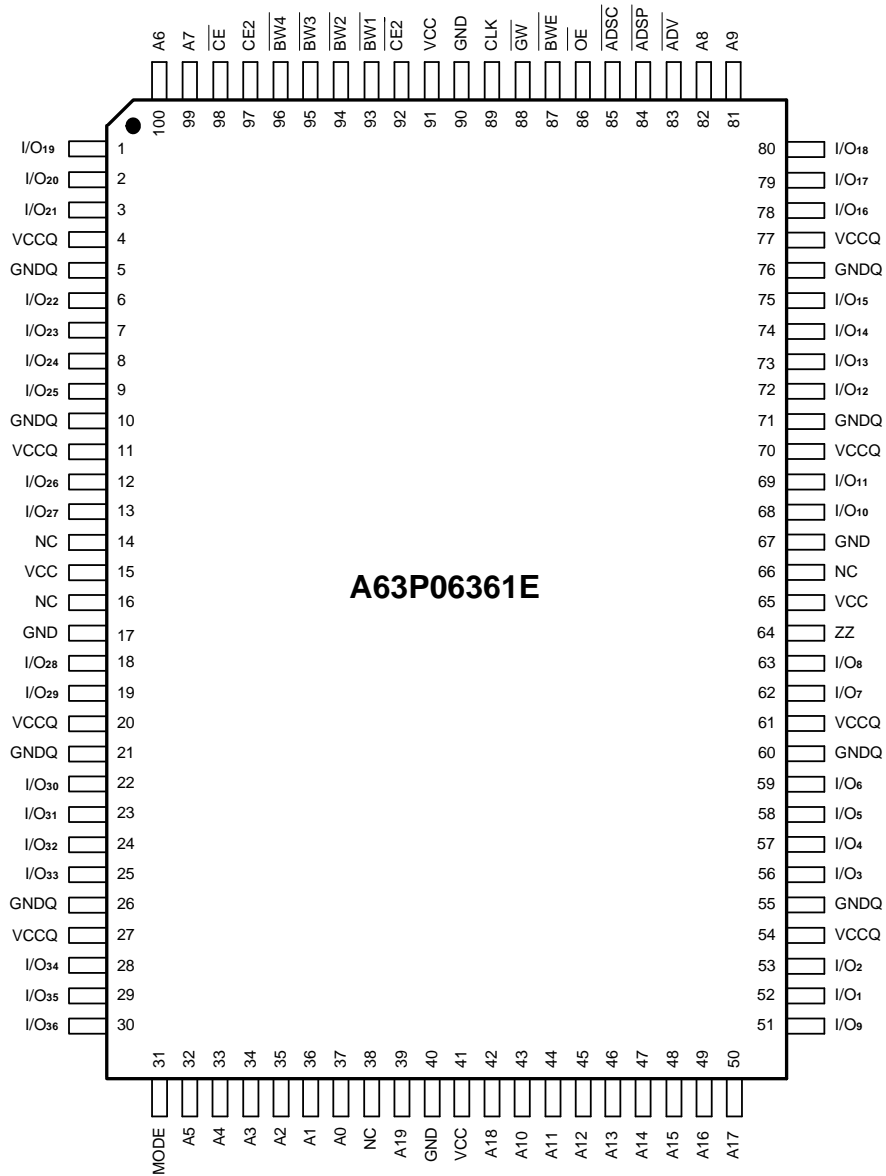 A6 A7 CE CE2 BW4 BW3 BW2 BW1 CE2 VCC GND CLK GW BWE OE ADSC ADSP ADV A8 A9
100 99 98 97 96 95 94 93 92 91 90 89 88 87 86 85 84 83 82 81
I/O19 1 80 I/O18
I/O20 2 79 I/O17
I/O21 3 78 I/O16
VCCQ 4 77 VCCQ
GNDQ 5 76 GNDQ
I/O22 6 75 I/O15
I/O23 7 74 I/O14
I/O24 8 73 I/O13
I/O25 9 72 I/O12
GNDQ 10 71 GNDQ
VCCQ 11 70 VCCQ
I/O26 12 69 I/O11
I/O27 13 68 I/O10
NC 14 67 GND
VCC 15 66 NC
A63P06361E
NC 16 65 VCC
GND 17 64 ZZ
I/O28 18 63 I/O8
I/O29 19 62 I/O7
VCCQ 20 61 VCCQ
GNDQ 21 60 GNDQ
I/O30 22 59 I/O6
I/O31 23 58 I/O5
I/O32 24 57 I/O4
I/O33 25 56 I/O3
GNDQ 26 55 GNDQ
VCCQ 27 54 VCCQ
I/O34 28 53 I/O2
I/O35 29 52 I/O1
I/O36 30 51 I/O9
31 32 33 34 35 36 37 38 39 40 41 42 43 44 45 46 47 48 49 50
MODE A5 A4 A3 A2 A1 A0 NC A19 GND VCC A18 A10 A11 A12 A13 A14 A15 A16 A17